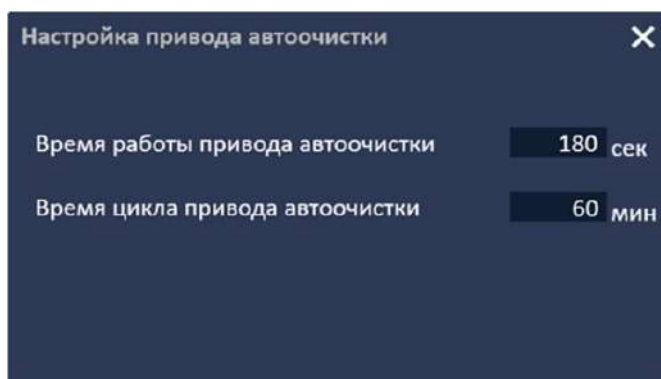 Настройка привода автоочистки
Время работы привода автоочистки 180 сек
Время цикла привода автоочистки 60 мин